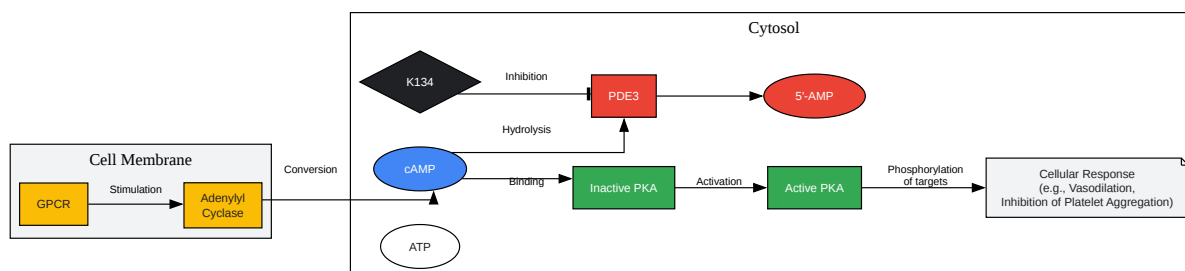 Cytosol
K134
Inhibition
PDE3
5'-AMP
Hydrolysis
Cell Membrane
Conversion
cAMP
Binding
Inactive PKA
Activation
Active PKA
Phosphorylation
of targets
Cellular Response
(e.g., Vasodilation,
Inhibition of Platelet Aggregation)
GPCR
Stimulation
Adenylyl
Cyclase
ATP